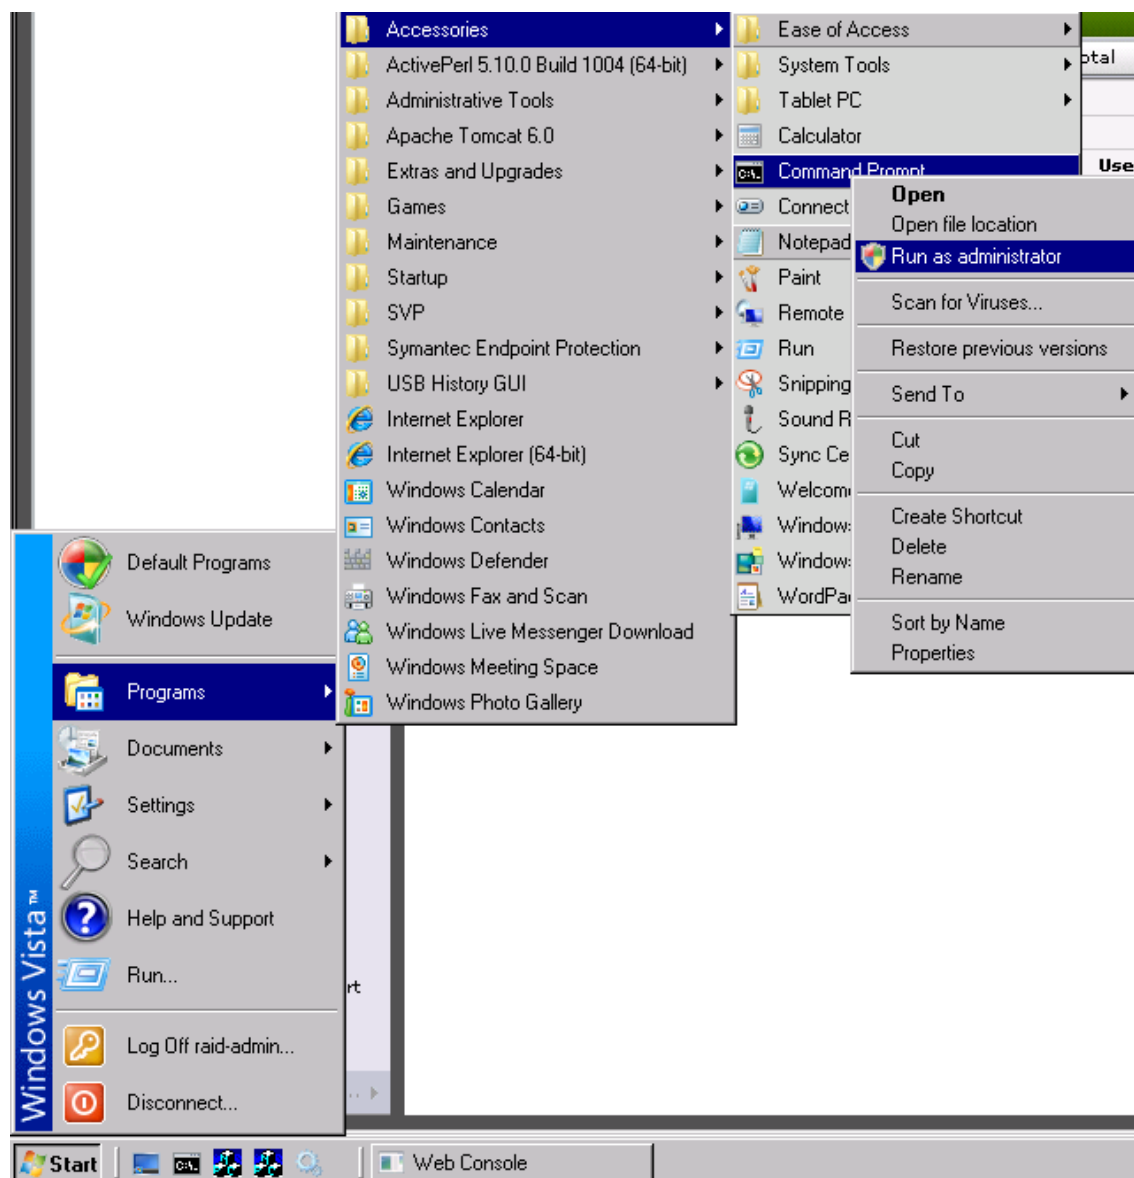 Accessories
ActivePerl 5.10.0 Build 1004 (64-bit)
Administrative Tools
Apache Tomcat 6.0
Extras and Upgrades
Games
Maintenance
Startup
SVP
Symantec Endpoint Protection
USB History GUI
Internet Explorer
Internet Explorer (64-bit)
Windows Calendar
Windows Contacts
Windows Defender
Windows Fax and Scan
Windows Live Messenger Download
Windows Meeting Space
Windows Photo Gallery
Ease of Access
System Tools
Tablet PC
Calculator
Command Prompt
Connect
Notepad
Paint
Remote
Run
Snipping
Sound R
Sync Ce
Welcom
Window
Window
WordPa
otal
Use
Open
Open file location
Run as administrator
Scan for Viruses...
Restore previous versions
Send To
Cut
Copy
Create Shortcut
Delete
Rename
Sort by Name
Properties
Default Programs
Windows Update
Programs
Documents
Settings
Search
Help and Support
Run...
Log Off raid-admin...
Disconnect...
Windows Vista™
rt
Start
Web Console